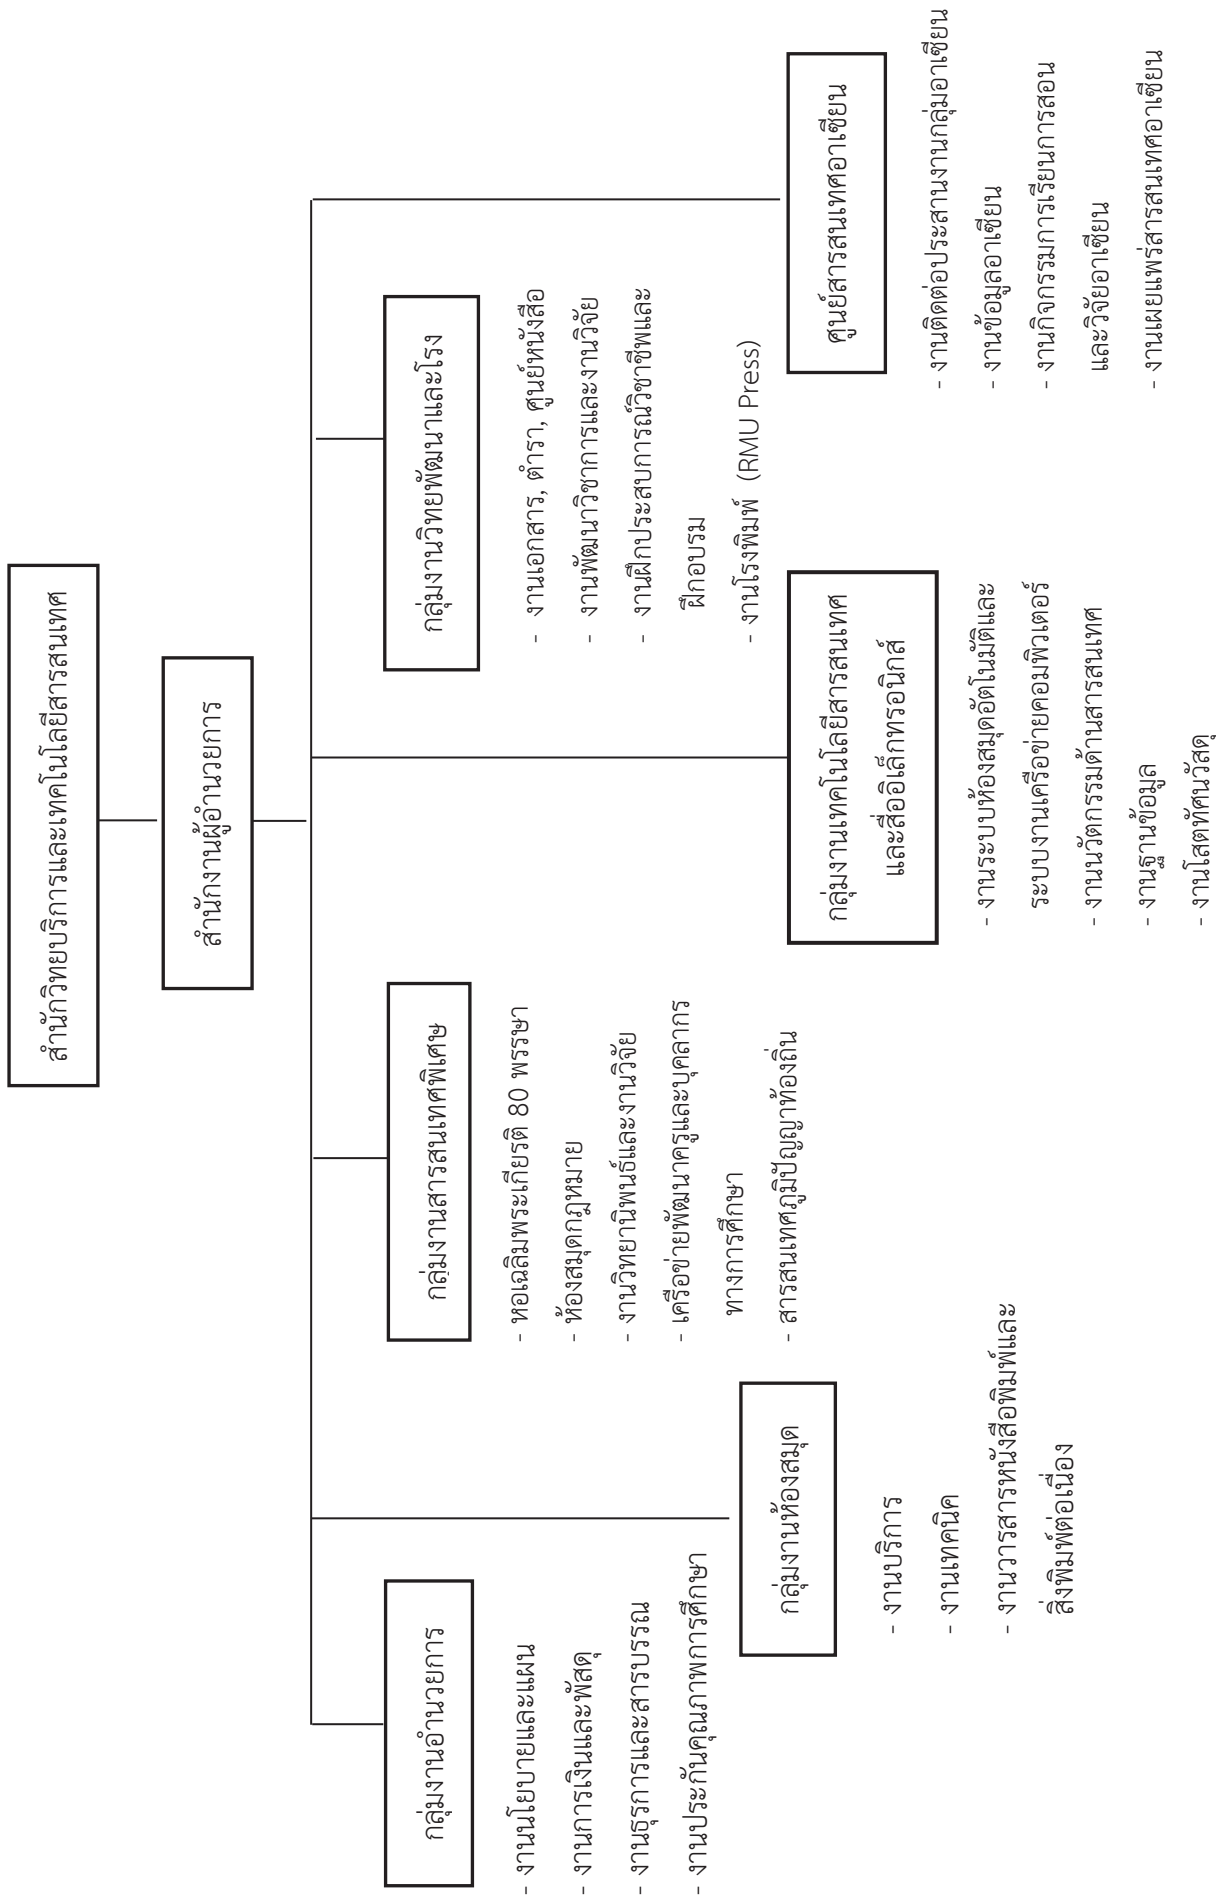 สำนักวิทยบริการและเทคโนโลยีสารสนเทศ
สำนักงานผู้อำนวยการ
กลุ่มงานอำนวยการ
- งานนโยบายและแผน
- งานการเงินและพัสดุ
- งานธุรการและสารบรรณ
- งานประกันคุณภาพการศึกษา
กลุ่มงานห้องสมุด
- งานบริการ
- งานเทคนิค
- งานวารสารหนังสือพิมพ์และ
สิ่งพิมพ์ต่อเนื่อง
กลุ่มงานสารสนเทศพิเศษ
- หอเฉลิมพระเกียรติ 80 พรรษา
- ห้องสมุดกฎหมาย
- งานวิทยานิพนธ์และงานวิจัย
- เครือข่ายพัฒนาครูและบุคลากร
ทางการศึกษา
- สารสนเทศภูมิปัญญาท้องถิ่น
กลุ่มงานเทคโนโลยีสารสนเทศ
และสื่ออิเล็กทรอนิกส์
- งานระบบห้องสมุดอัตโนมัติและ
ระบบงานเครือข่ายคอมพิวเตอร์
- งานนวัตกรรมด้านสารสนเทศ
- งานฐานข้อมูล
- งานโสตทัศนวัสดุ
กลุ่มงานวิทยพัฒนาและโรง
- งานเอกสาร, ตำรา, ศูนย์หนังสือ
- งานพัฒนาวิชาการและงานวิจัย
- งานฝึกประสบการณ์วิชาชีพและ
ฝึกอบรม
- งานโรงพิมพ์ (RMU Press)
ศูนย์สารสนเทศอาเซียน
- งานติดต่อประสานงานกลุ่มอาเซียน
- งานข้อมูลอาเซียน
- งานกิจกรรมการเรียนการสอน
และวิจัยอาเซียน
- งานเผยแพร่สารสนเทศอาเซียน